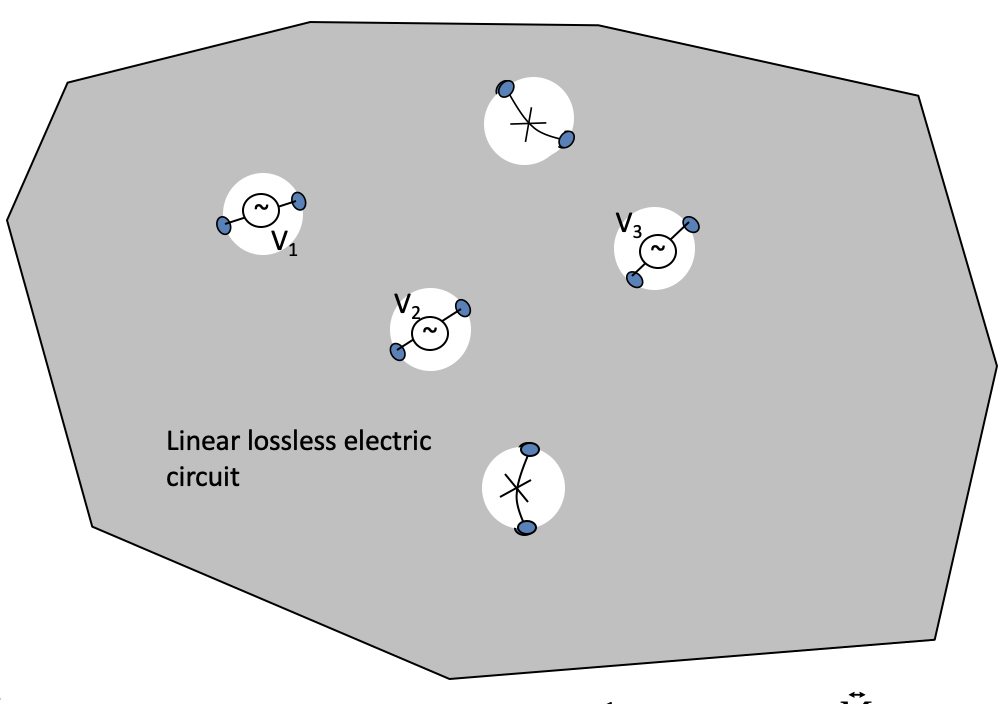 ~
V1
V3
~
V2
~
Linear lossless electric
circuit